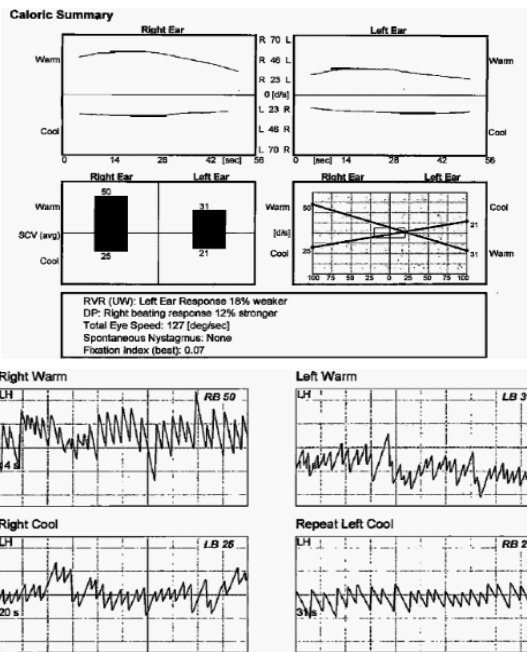 Caloric Summary
Right Ear
Left Ear
Warm
Cool
R 70 L
R 46 L
R 23 L
0 [d/s]
L 23 R
L 46 R
L 70 R
Warm
Cool
0 14 28 42 [sec] 56
0 [sec] 14 28 42 56
Right Ear
Left Ear
Right Ear
Left Ear
Warm
SCV (avg)
Cool
50
25
31
21
Warm
[d/s]
Cool
50
25
21
31
Cool
Warm
100 75 50 25 0 25 50 75 100
RVR (UW): Left Ear Response 18% weaker
DP: Right beating response 12% stronger
Total Eye Speed: 127 [deg/sec]
Spontaneous Nystagmus: None
Fixation Index (best): 0.07
Right Warm
LH
RB 50
14 s
Left Warm
LH
LB 3
Right Cool
LH
LB 25
20 s
Repeat Left Cool
LH
RB 2
31 s